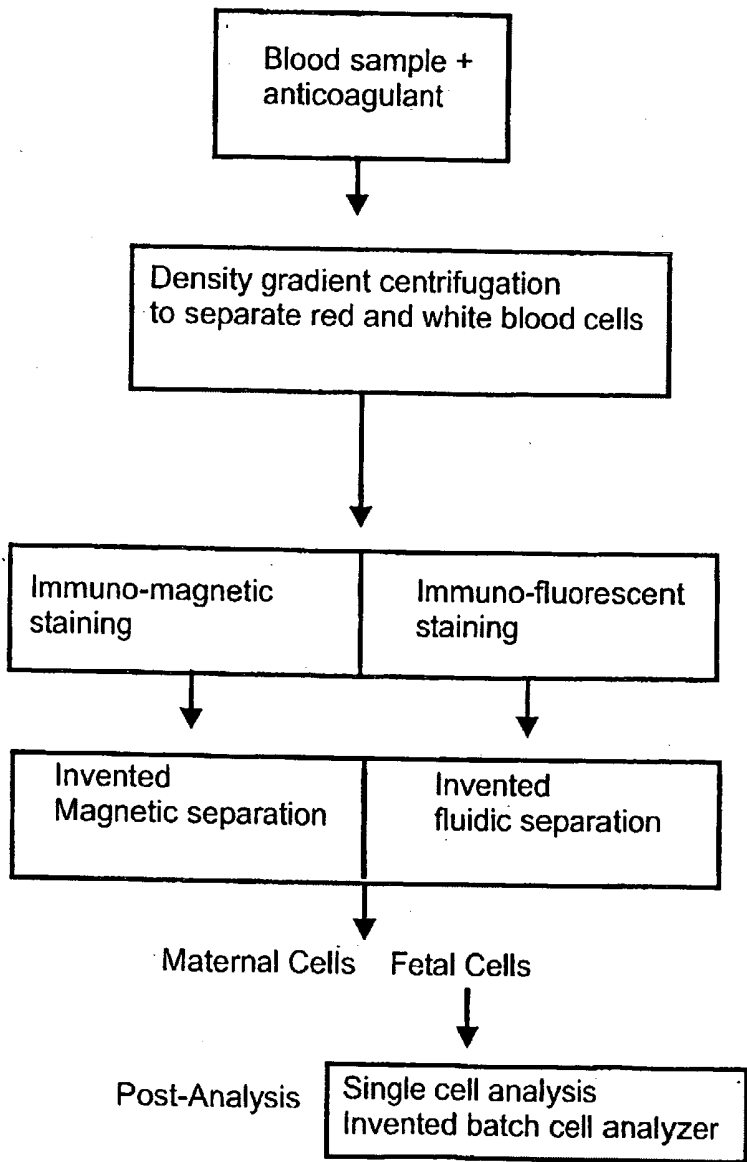 Blood sample +
anticoagulant
Density gradient centrifugation
to separate red and white blood cells
Immuno-magnetic
staining
Immuno-fluorescent
staining
Invented
Magnetic separation
Invented
fluidic separation
Maternal Cells Fetal Cells
Post-Analysis
Single cell analysis
Invented batch cell analyzer